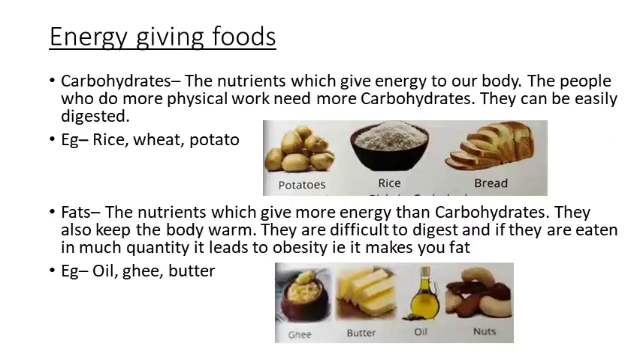 Energy giving foods
• Carbohydrates– The nutrients which give energy to our body. The people
who do more physical work need more Carbohydrates. They can be easily
digested.
• Eg– Rice, wheat, potato
Potatoes Rice Bread
• Fats– The nutrients which give more energy than Carbohydrates. They
also keep the body warm. They are difficult to digest and if they are eaten
in much quantity it leads to obesity ie it makes you fat
• Eg– Oil, ghee, butter
Ghee Butter Oil Nuts